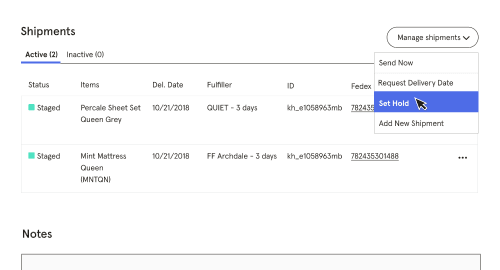 Shipments
Manage shipments
Active (2) Inactive (0)
Send Now
Request Delivery Date
Set Hold
Add New Shipment
Status Items Del. Date Fulfiller ID Fedex
Staged Percale Sheet Set 10/21/2018 QUIET - 3 days kh_e1058963mb
Queen Grey
Staged Mint Mattress 10/21/2018 FF Archdale - 3 days kh_e1058963mb 782435301488
Queen
(MNTQN)
Notes